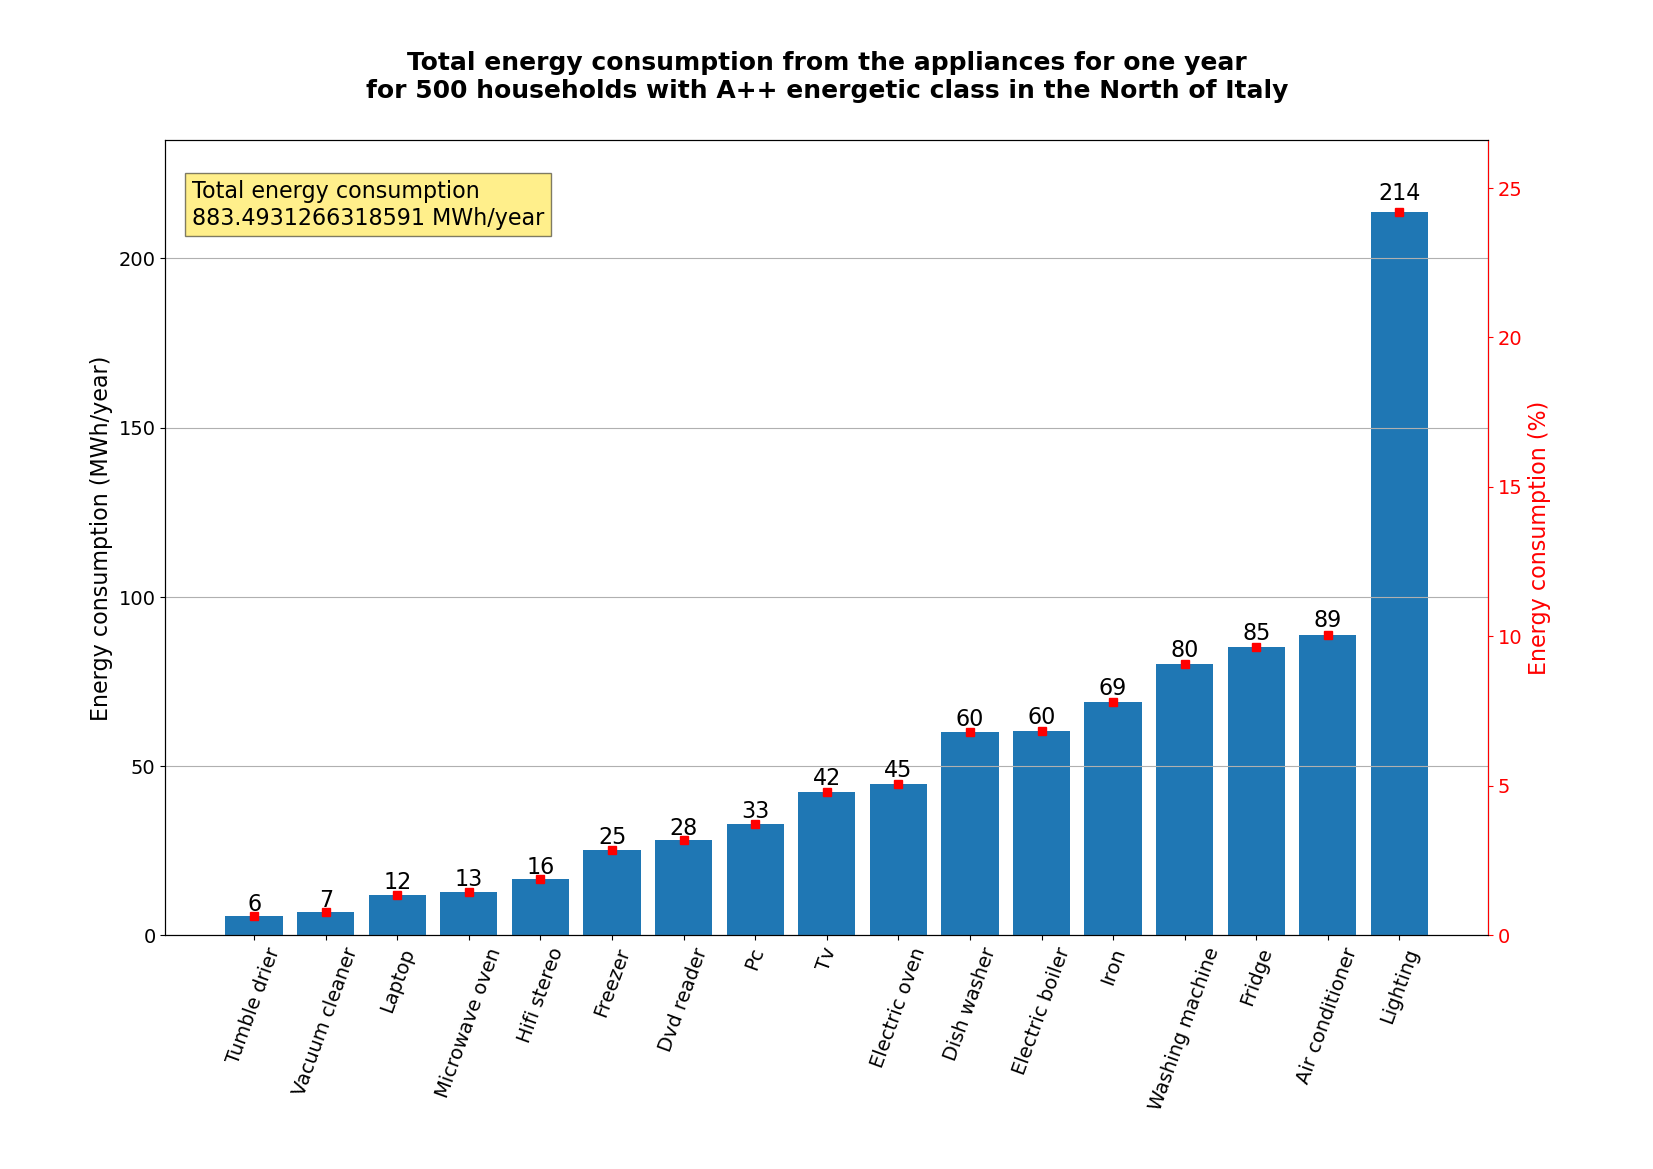 Total energy consumption from the appliances for one year
for 500 households with A++ energetic class in the North of Italy
Total energy consumption
883.4931266318591 MWh/year
Energy consumption (MWh/year)
200
150
100
50
0
6
7
12
13
16
25
28
33
42
45
60
60
69
80
85
89
214
25
20
15
10
5
0
Energy consumption (%)
Tumble drier
Vacuum cleaner
Laptop
Microwave oven
Hifi stereo
Freezer
Dvd reader
Pc
Tv
Electric oven
Dish washer
Electric boiler
Iron
Washing machine
Fridge
Air conditioner
Lighting